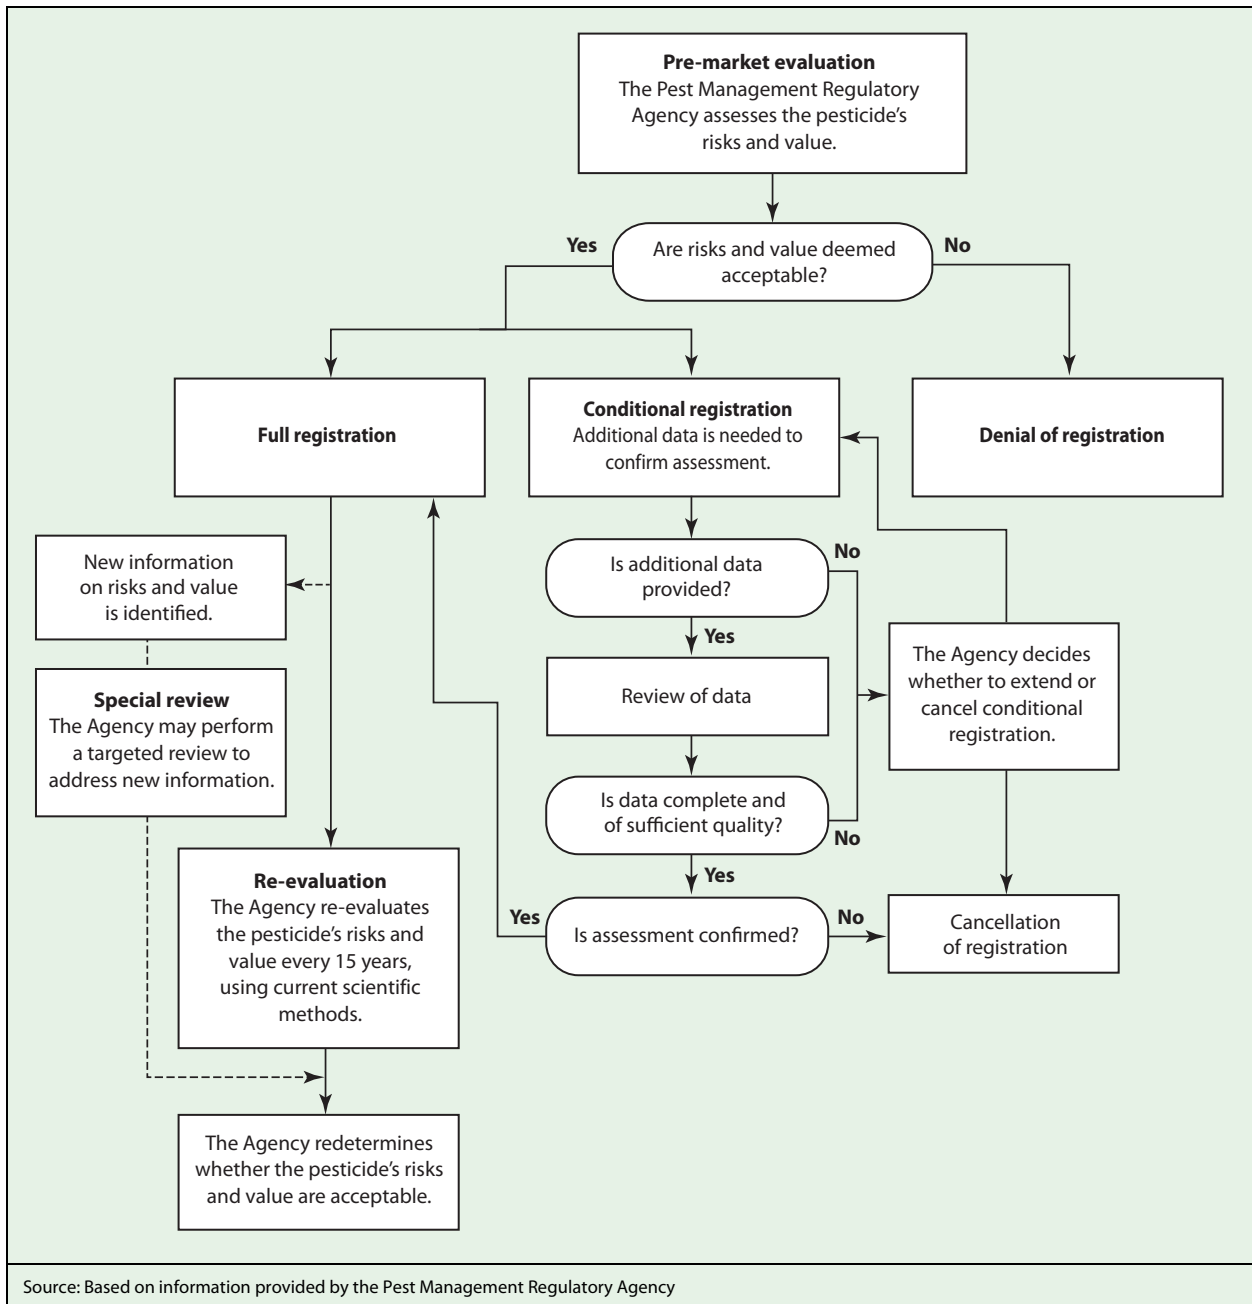 Pre-market evaluation
The Pest Management Regulatory
Agency assesses the pesticide’s
risks and value.
Yes
Are risks and value deemed
acceptable?
No
Full registration
Conditional registration
Additional data is needed to
confirm assessment.
Denial of registration
New information
on risks and value
is identified.
Is additional data
provided?
No
Yes
Special review
The Agency may perform
a targeted review to
address new information.
Review of data
The Agency decides
whether to extend or
cancel conditional
registration.
Is data complete and
of sufficient quality?
No
Yes
Re-evaluation
The Agency re-evaluates
the pesticide’s risks and
value every 15 years,
using current scientific
methods.
Yes
Is assessment confirmed?
No
Cancellation
of registration
The Agency redetermines
whether the pesticide’s risks
and value are acceptable.
Source: Based on information provided by the Pest Management Regulatory Agency